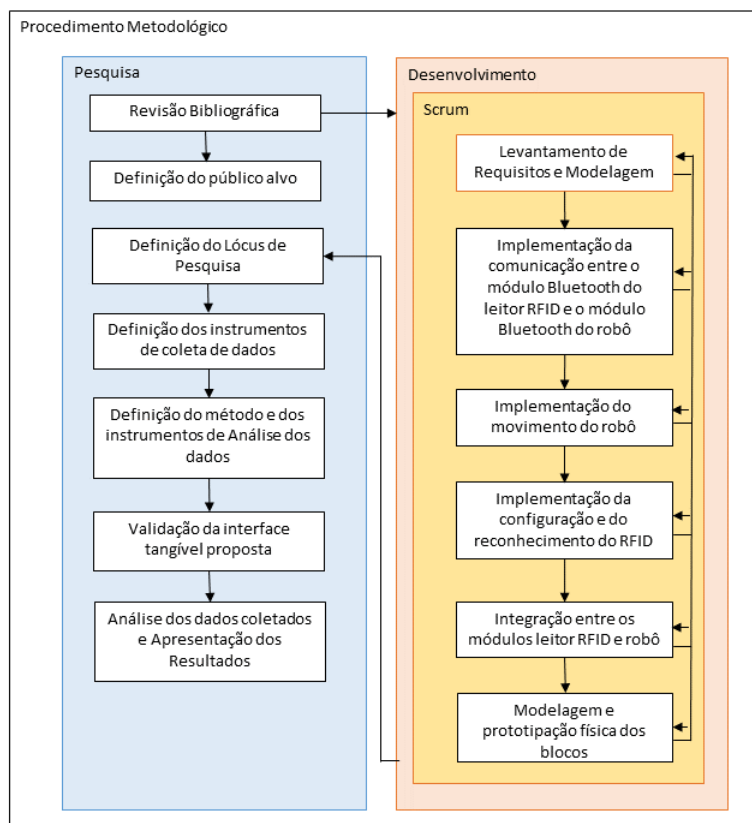 Procedimento Metodológico
Pesquisa
Revisão Bibliográfica
Definição do público alvo
Definição do Lócus de
Pesquisa
Definição dos instrumentos
de coleta de dados
Definição do método e dos
instrumentos de Análise dos
dados
Validação da interface
tangível proposta
Análise dos dados coletados
e Apresentação dos
Resultados
Desenvolvimento
Scrum
Levantamento de
Requisitos e Modelagem
Implementação da
comunicação entre o
módulo Bluetooth do
leitor RFID e o módulo
Bluetooth do robô
Implementação do
movimento do robô
Implementação da
configuração e do
reconhecimento do RFID
Integração entre os
módulos leitor RFID e robô
Modelagem e
prototipação física dos
blocos